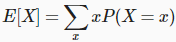 E[X] = ∑ₓ xP(X = x)